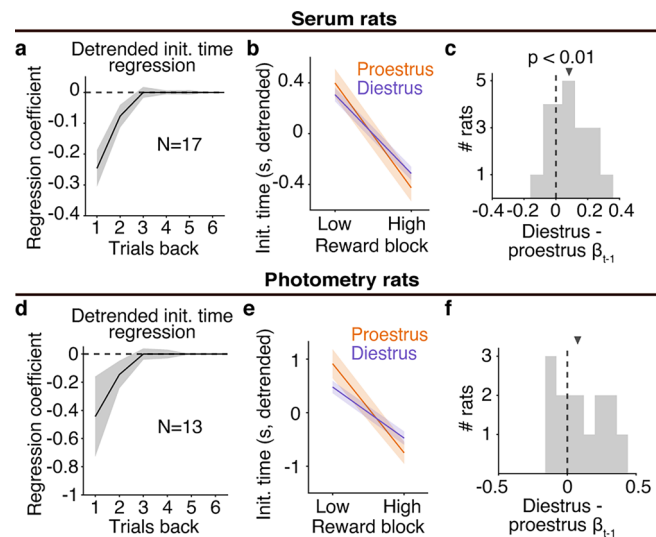 Serum rats
a
Detrended init. time
regression
Regression coefficient
0
-0.1
-0.2
-0.3
-0.4
N=17
1 2 3 4 5 6
Trials back
b
Init. time (s, detrended)
0.4
0
-0.4
Proestrus
Diestrus
Low High
Reward block
c
p < 0.01
# rats
5
3
1
-0.4 0 0.4
Diestrus -
proestrus βt-1
Photometry rats
d
Detrended init. time
regression
Regression coefficient
0
-0.2
-0.4
-0.6
-0.8
-1
N=13
1 2 3 4 5 6
Trials back
e
Init. time (s, detrended)
1
0
-1
Proestrus
Diestrus
Low High
Reward block
f
# rats
3
2
1
-0.5 0 0.5
Diestrus -
proestrus βt-1